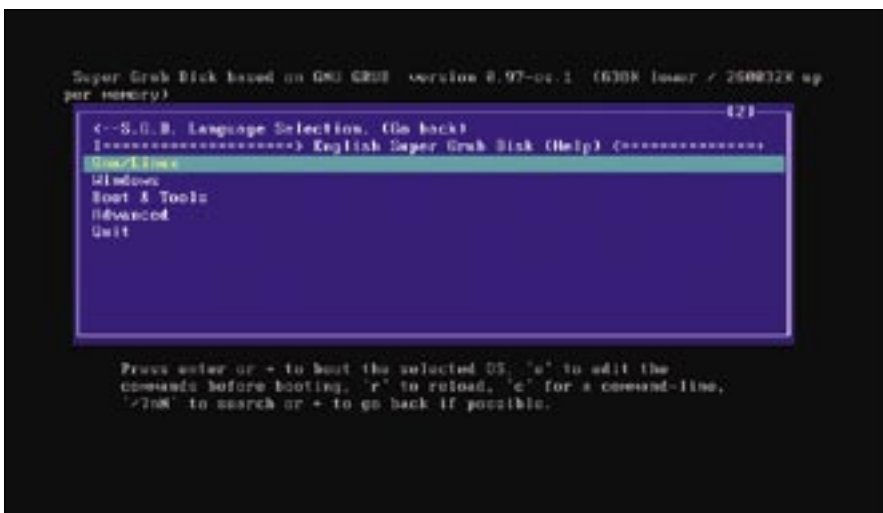 Super Grub Disk based on GNU GRUB version 0.97-os.1 (638K lower / 260032K up
per memory)
[2]
<--S.G.D. Language Selection. (Go back)
English Super Grub Disk (Help)
Gnu/Linux
Windows
Boot & Tools
Advanced
Quit
Press enter or → to boot the selected OS, 'e' to edit the
commands before booting, 'r' to reload, 'c' for a command-line,
to search or ← to go back if possible.